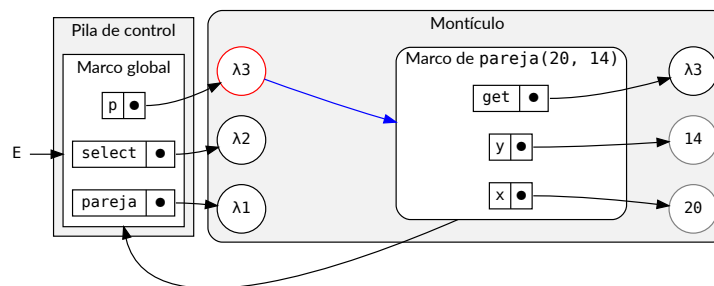 Pila de control
Montículo
Marco global
λ3
Marco de pareja(20, 14)
λ3
p
get
E
select
λ2
y
14
pareja
λ1
x
20